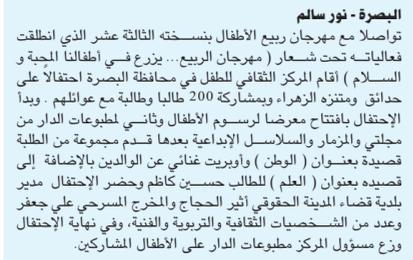 البصرة - نور سالم
تواصلا مع مهرجان ربيع الأطفال بنسخته الثالثة عشر الذي انطلقت
فعالياته تحت شعار ( مهرجان الربيع... يزرع في أطفالنا المحبة و
السلام ) أقام المركز الثقافي للطفل في محافظة البصرة احتفالاً على
حدائق ومتنزه الزهراء وبمشاركة 200 طالبا وطالبة مع عوائلهم . وبدأ
الإحتفال بافتتاح معرضا لرسوم الأطفال وثاني لمطبوعات الدار من
مجلتي والمزمار والسلاسل الإبداعية بعدها قدم مجموعة من الطلبة
قصيدة بعنوان ( الوطن ) وأوبريت غنائي عن الوالدين بالإضافة إلى
قصيده بعنوان ( العلم ) للطالب حسين كاظم وحضر الإحتفال مدير
بلدية قضاء المدينة الحقوقي أثير الحجاج والمخرج المسرحي علي جعفر
وعدد من الشخصيات الثقافية والتربوية والفنية، وفي نهاية الإحتفال
وزع مسؤول المركز مطبوعات الدار على الأطفال المشاركين.